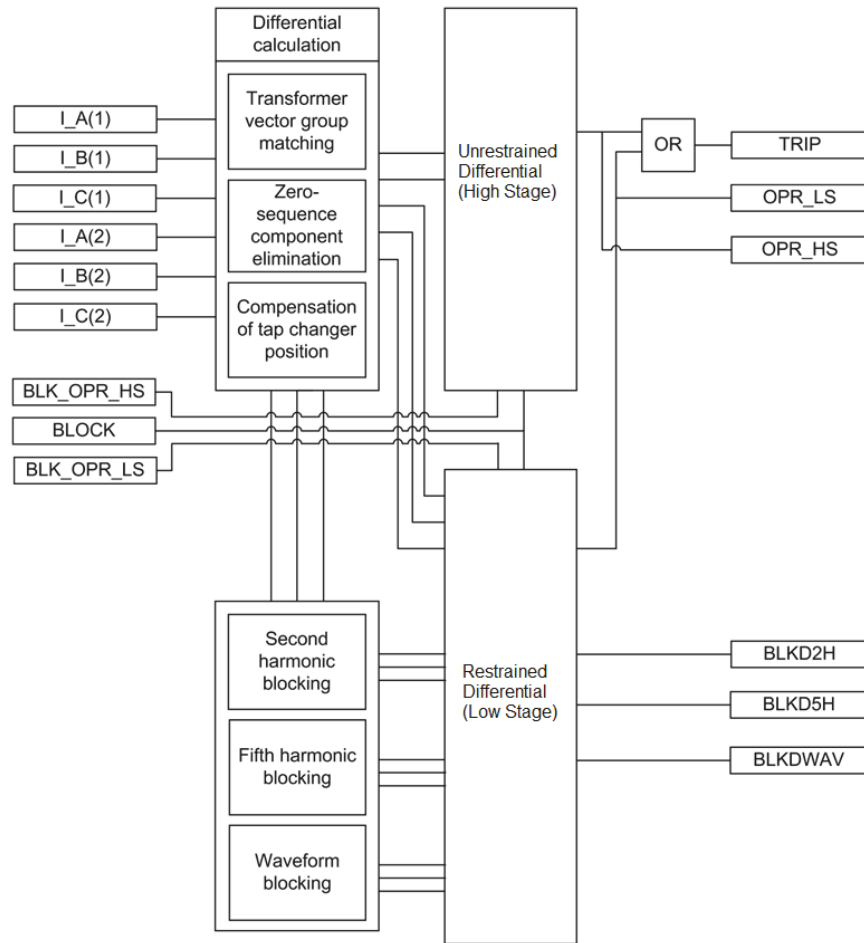 Differential
calculation
Transformer
vector group
matching
Zero-
sequence
component
elimination
Compensation
of tap changer
position
I_A(1)
I_B(1)
I_C(1)
I_A(2)
I_B(2)
I_C(2)
BLK_OPR_HS
BLOCK
BLK_OPR_LS
Unrestrained
Differential
(High Stage)
OR
TRIP
OPR_LS
OPR_HS
Second
harmonic
blocking
Fifth harmonic
blocking
Waveform
blocking
Restrained
Differential
(Low Stage)
BLKD2H
BLKD5H
BLKDWAV